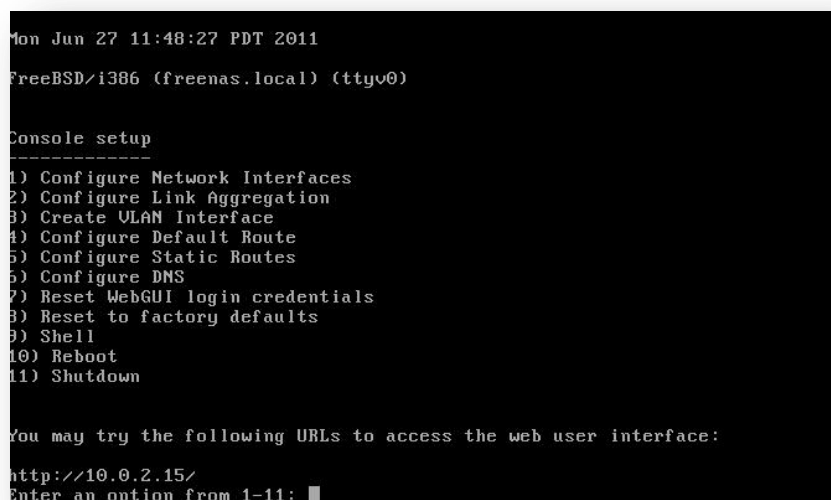 Mon Jun 27 11:48:27 PDT 2011
FreeBSD/i386 (freenas.local) (ttyv0)
Console setup
-------------
1) Configure Network Interfaces
2) Configure Link Aggregation
3) Create VLAN Interface
4) Configure Default Route
5) Configure Static Routes
6) Configure DNS
7) Reset WebGUI login credentials
8) Reset to factory defaults
9) Shell
10) Reboot
11) Shutdown
You may try the following URLs to access the web user interface:
http://10.0.2.15/
Enter an option from 1-11: